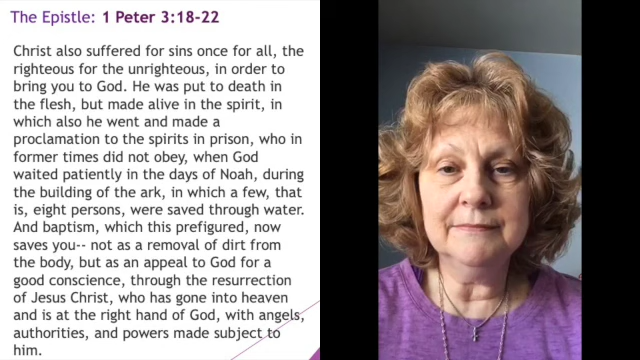 The Epistle: 1 Peter 3:18-22
Christ also suffered for sins once for all, the
righteous for the unrighteous, in order to
bring you to God. He was put to death in
the flesh, but made alive in the spirit, in
which also he went and made a
proclamation to the spirits in prison, who in
former times did not obey, when God
waited patiently in the days of Noah, during
the building of the ark, in which a few, that
is, eight persons, were saved through water.
And baptism, which this prefigured, now
saves you-- not as a removal of dirt from
the body, but as an appeal to God for a
good conscience, through the resurrection
of Jesus Christ, who has gone into heaven
and is at the right hand of God, with angels,
authorities, and powers made subject to
him.